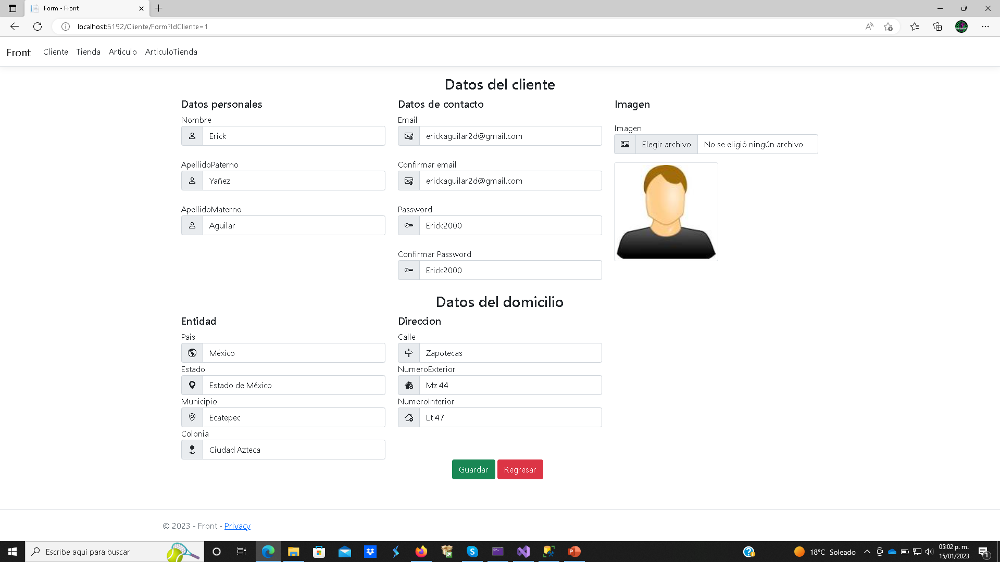 Form - Front
localhost:5192/Cliente/Form?IdCliente=1
Front Cliente Tienda Articulo ArticuloTienda
Datos del cliente
Datos personales
Nombre
Erick
ApellidoPaterno
Yañez
ApellidoMaterno
Aguilar
Datos de contacto
Email
erickaguilar2d@gmail.com
Confirmar email
erickaguilar2d@gmail.com
Password
Erick2000
Confirmar Password
Erick2000
Imagen
Imagen
Elegir archivo No se eligió ningún archivo
Datos del domicilio
Entidad
Pais
México
Estado
Estado de México
Municipio
Ecatepec
Colonia
Ciudad Azteca
Direccion
Calle
Zapotecas
NumeroExterior
Mz 44
NumeroInterior
Lt 47
Guardar Regresar
© 2023 - Front - Privacy
Escribe aquí para buscar
18°C Soleado
05:02 p. m.
15/01/2023
1